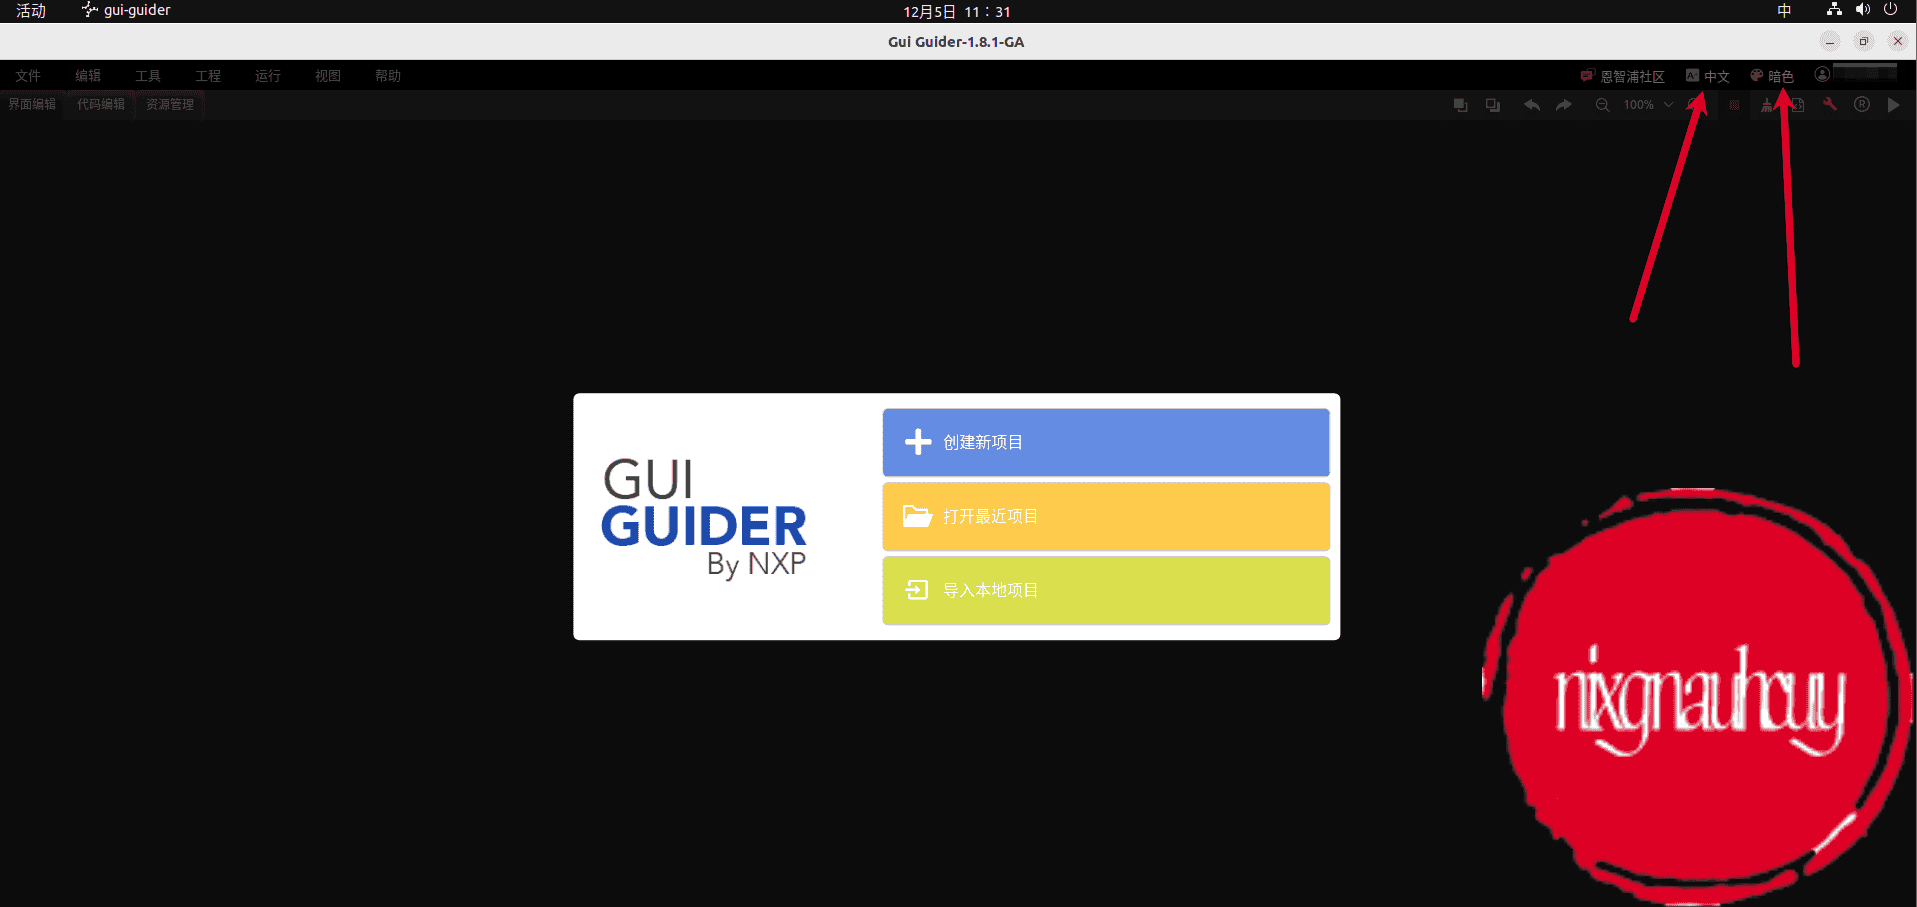 活动 gui-guider 12月5日 11：31 中
Gui Guider-1.8.1-GA
文件 编辑 工具 工程 运行 视图 帮助 恩智浦社区 中文 暗色
界面编辑 代码编辑 资源管理 100%
GUI
GUIDER
By NXP
创建新项目
打开最近项目
导入本地项目
nixgnauhouy